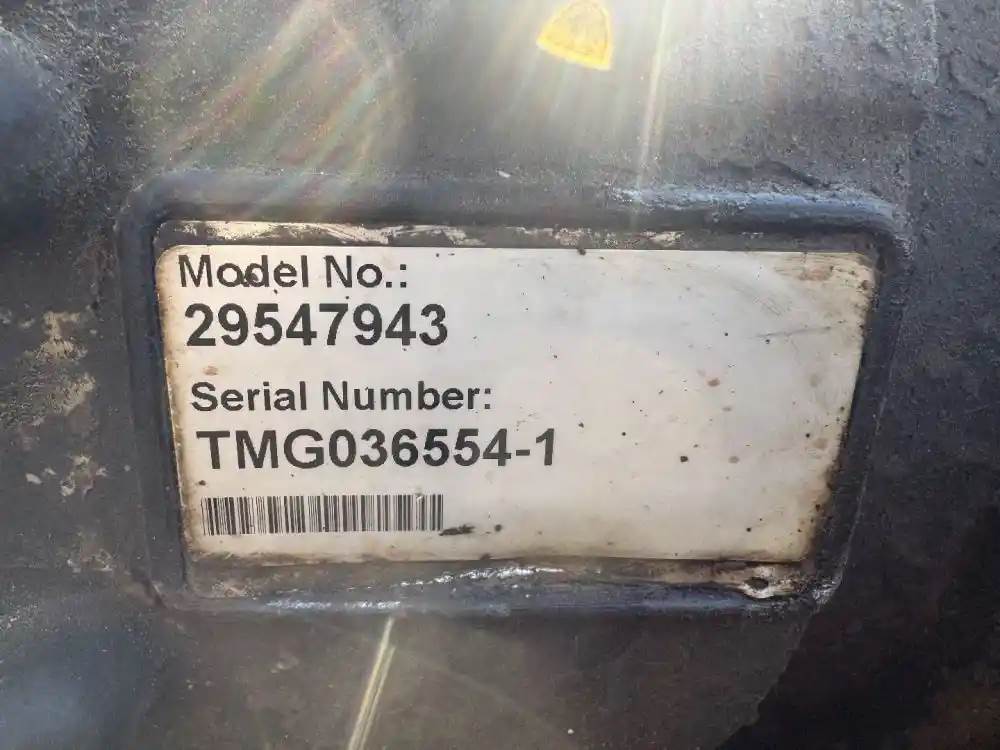 Model No.:
29547943
Serial Number:
TMG036554-1